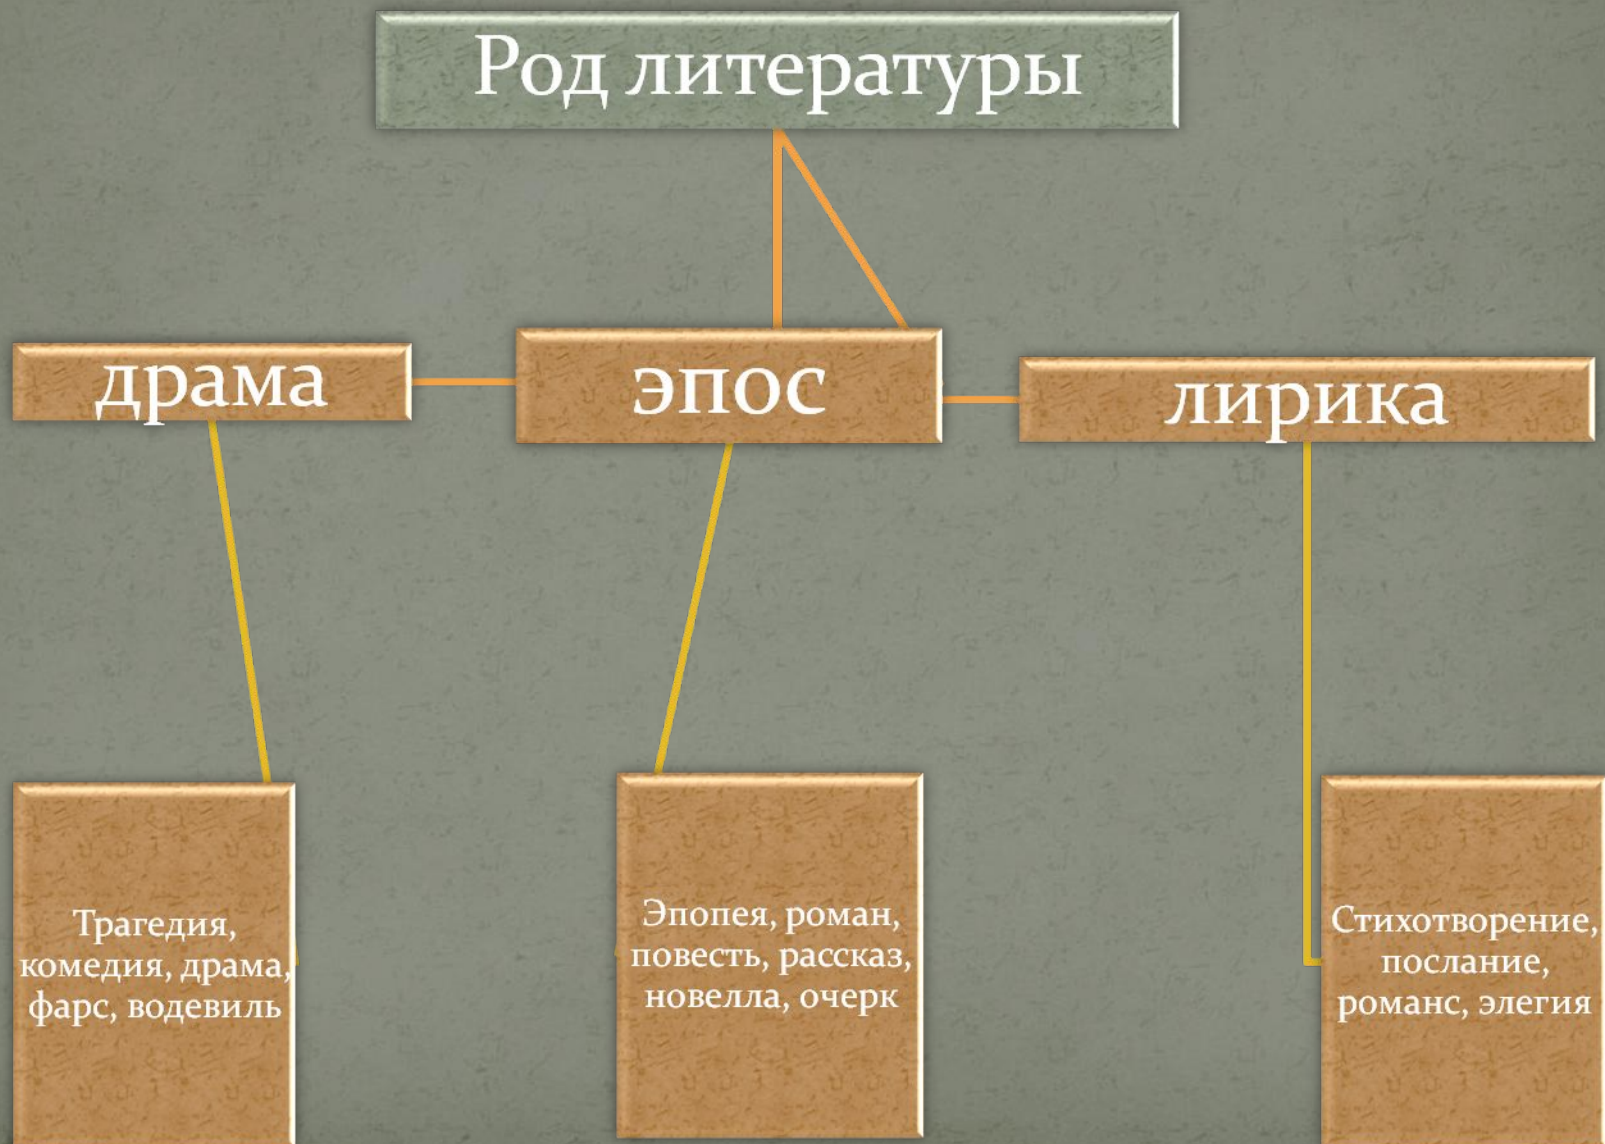 Род литературы
драма
эпос
лирика
Трагедия,
комедия, драма,
фарс, водевиль
Эпопея, роман,
повесть, рассказ,
новелла, очерк
Стихотворение,
послание,
романс, элегия